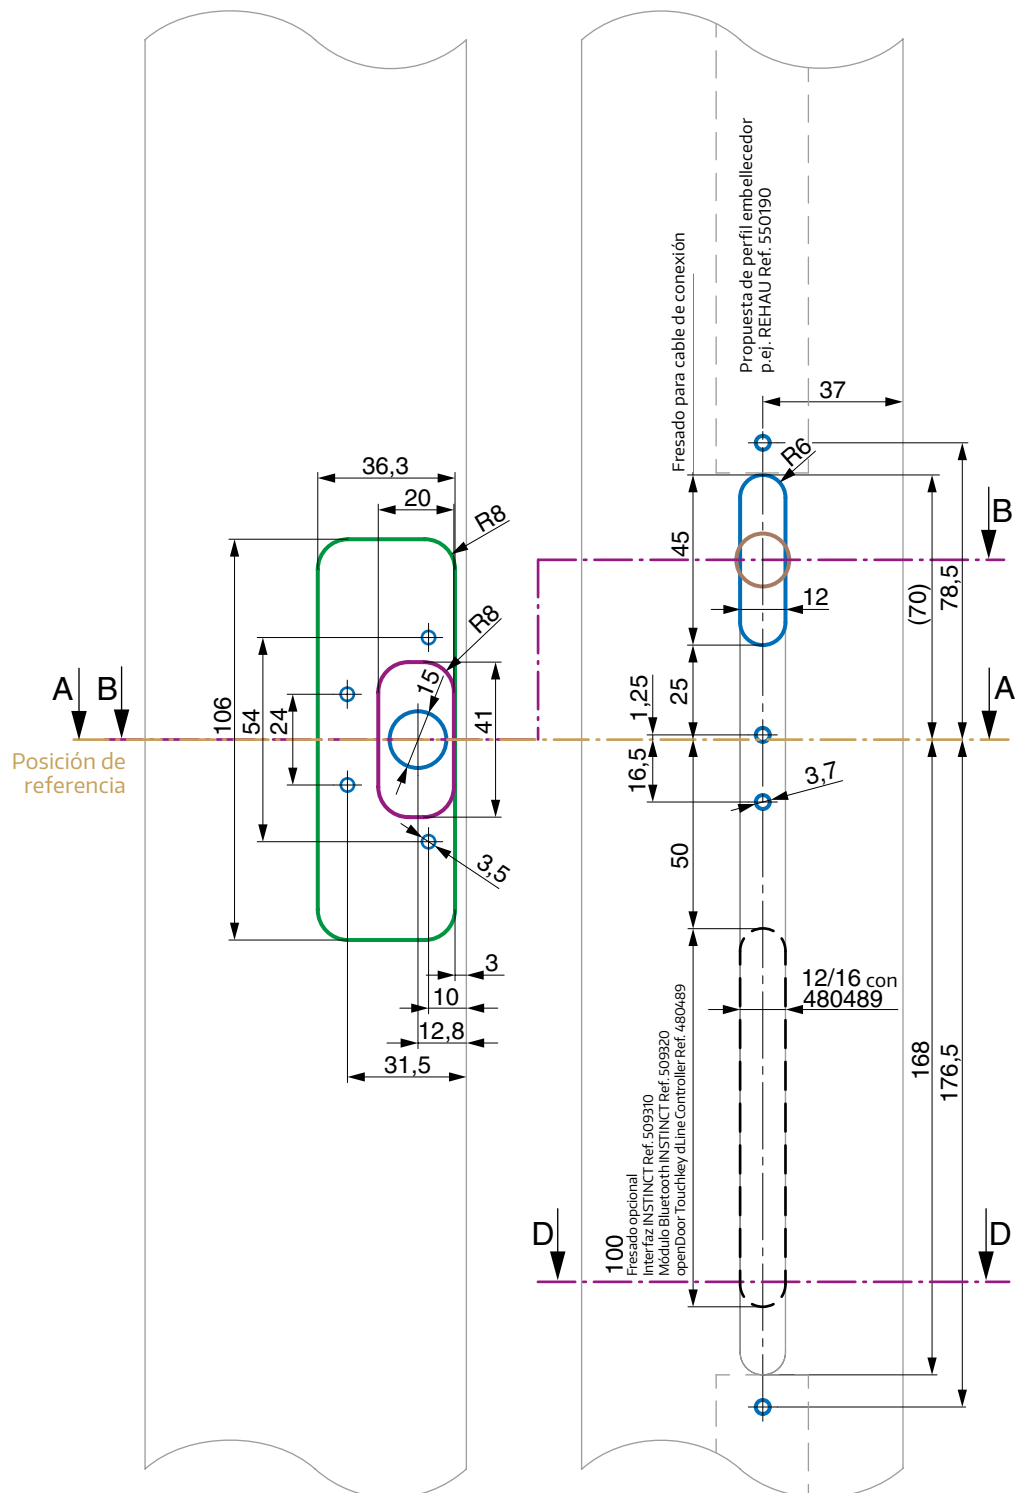 Propuesta de perfil embellecedor
p.ej. REHAU Ref. 550190
Fresado para cable de conexión
37
R6
36,3
20
R8
45
B
12
(70)
78,5
R8
15
A
B
106
54
24
41
1,25
25
A
Posición de
referencia
16,5
3,7
50
3,5
3
10
12,8
31,5
12/16 con
480489
168
176,5
100
Fresado opcional
Interfaz INSTINCT Ref. 509310
Módulo Bluetooth INSTINCT Ref. 509320
openDoor Touchkey dLine Controller Ref. 480489
D
D